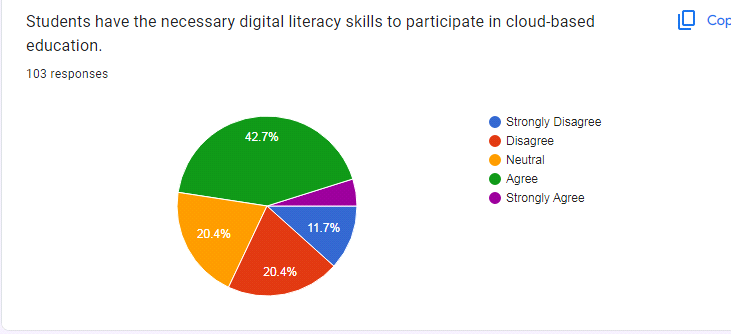 Students have the necessary digital literacy skills to participate in cloud-based
education.
Cop
103 responses
42.7%
11.7%
20.4%
20.4%
Strongly Disagree
Disagree
Neutral
Agree
Strongly Agree